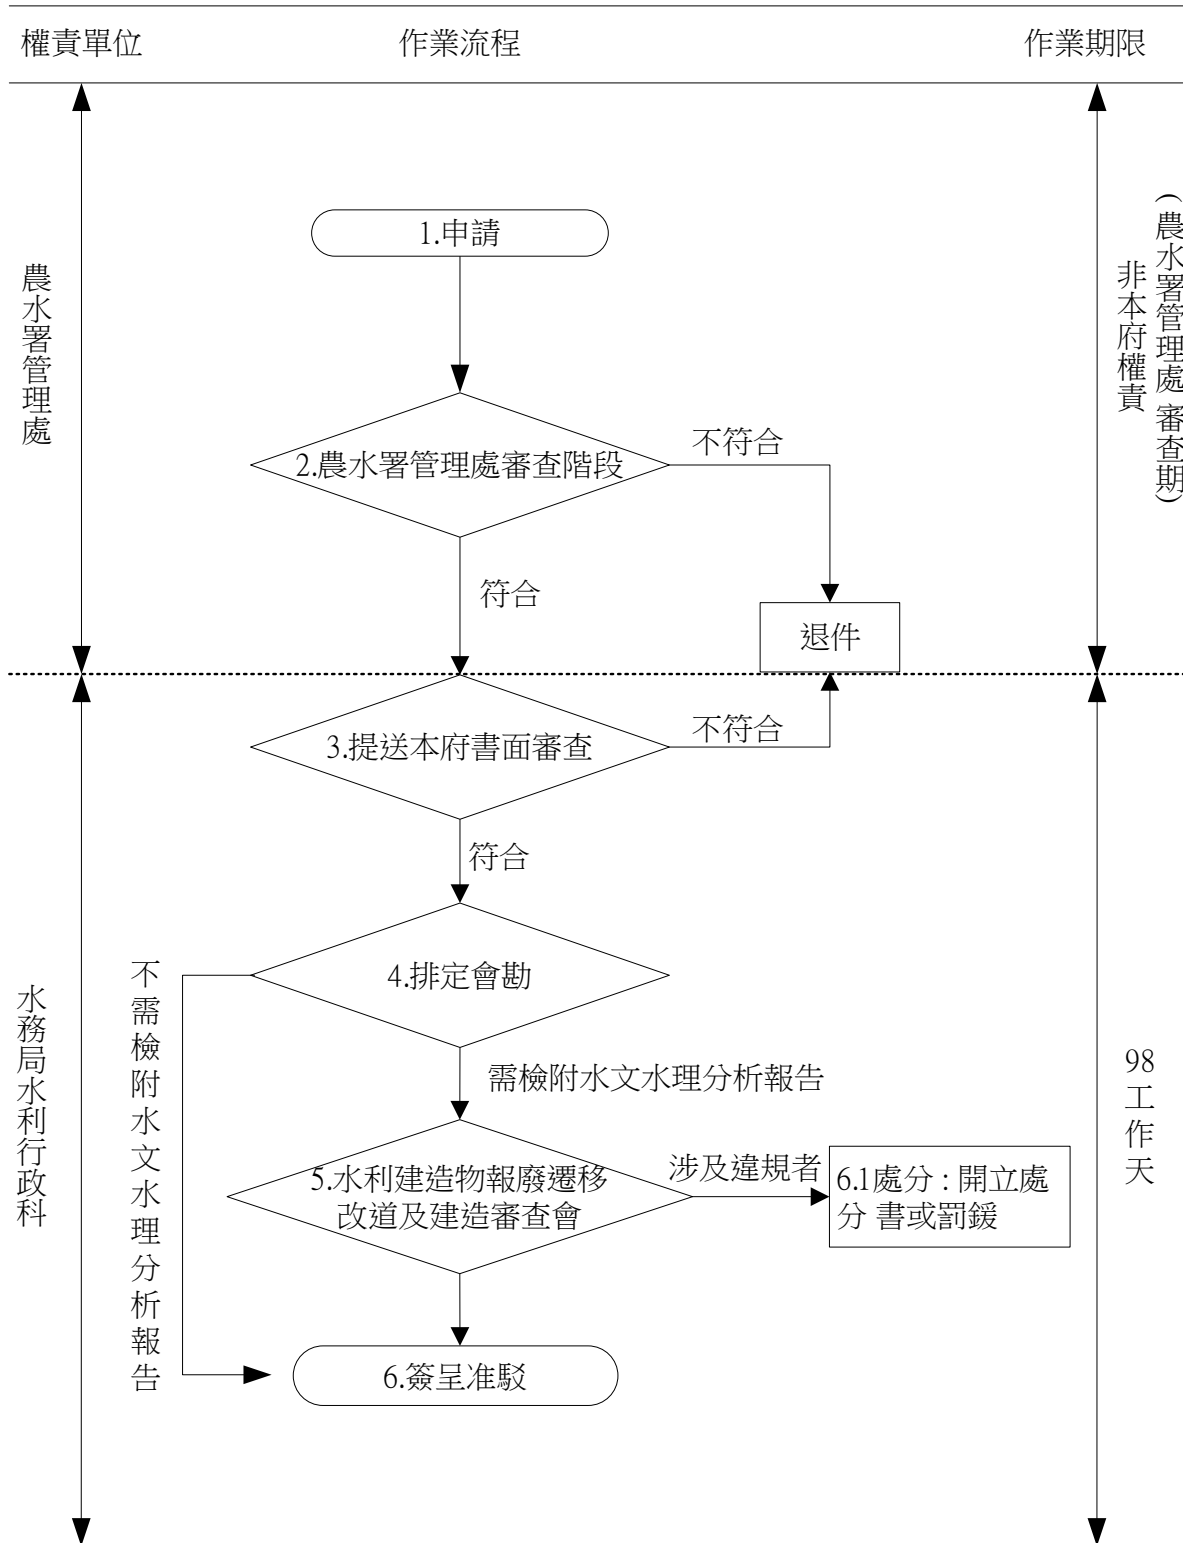 權責單位
作業流程
作業期限
農水署管理處
1.申請
2.農水署管理處審查階段
不符合
符合
退件
(農水署管理處 審查期)
非本府權責
水務局水利行政科
3.提送本府書面審查
不符合
符合
4.排定會勘
不需檢附水文水理分析報告
需檢附水文水理分析報告
5.水利建造物報廢遷移
改道及建造審查會
涉及違規者
6.1處分 : 開立處
分 書或罰鍰
6.簽呈准駁
98工作天